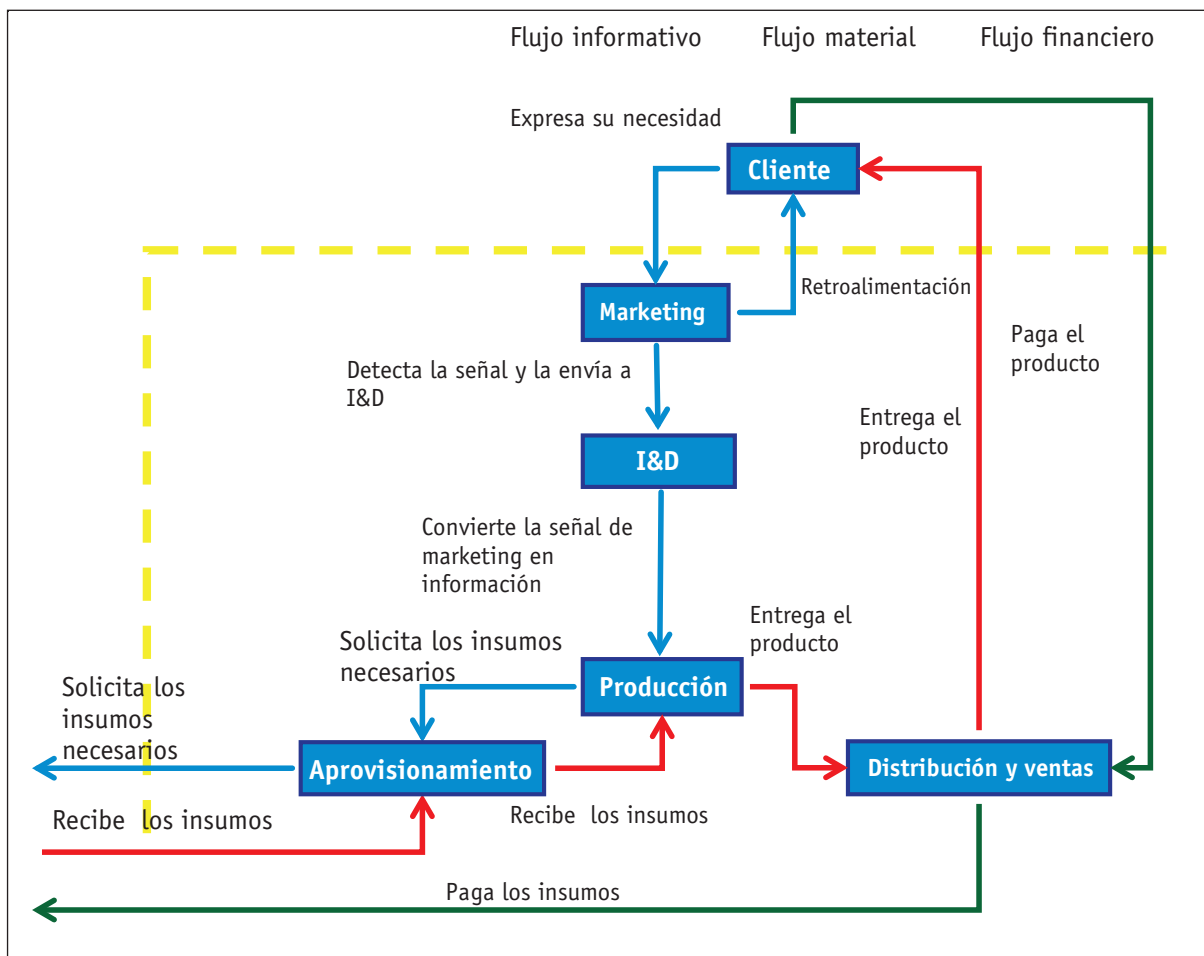 Flujo informativo Flujo material Flujo financiero
Expresa su necesidad
Cliente
Retroalimentación
Marketing
Paga el
producto
Detecta la señal y la envía a
I&D
Entrega el
producto
I&D
Convierte la señal de
marketing en
información
Entrega el
producto
Solicita los insumos
necesarios
Producción
Solicita los
insumos
necesarios
Aprovisionamiento
Distribución y ventas
Recibe los insumos
Recibe los insumos
Paga los insumos